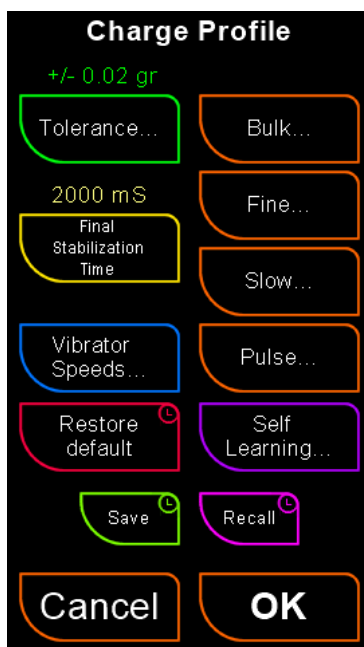 Charge Profile
+/- 0.02 gr
Tolerance...
Bulk...
2000 mS
Final
Stabilization
Time
Fine...
Slow...
Vibrator
Speeds...
Pulse...
Restore
default
Self
Learning...
Save
Recall
Cancel
OK